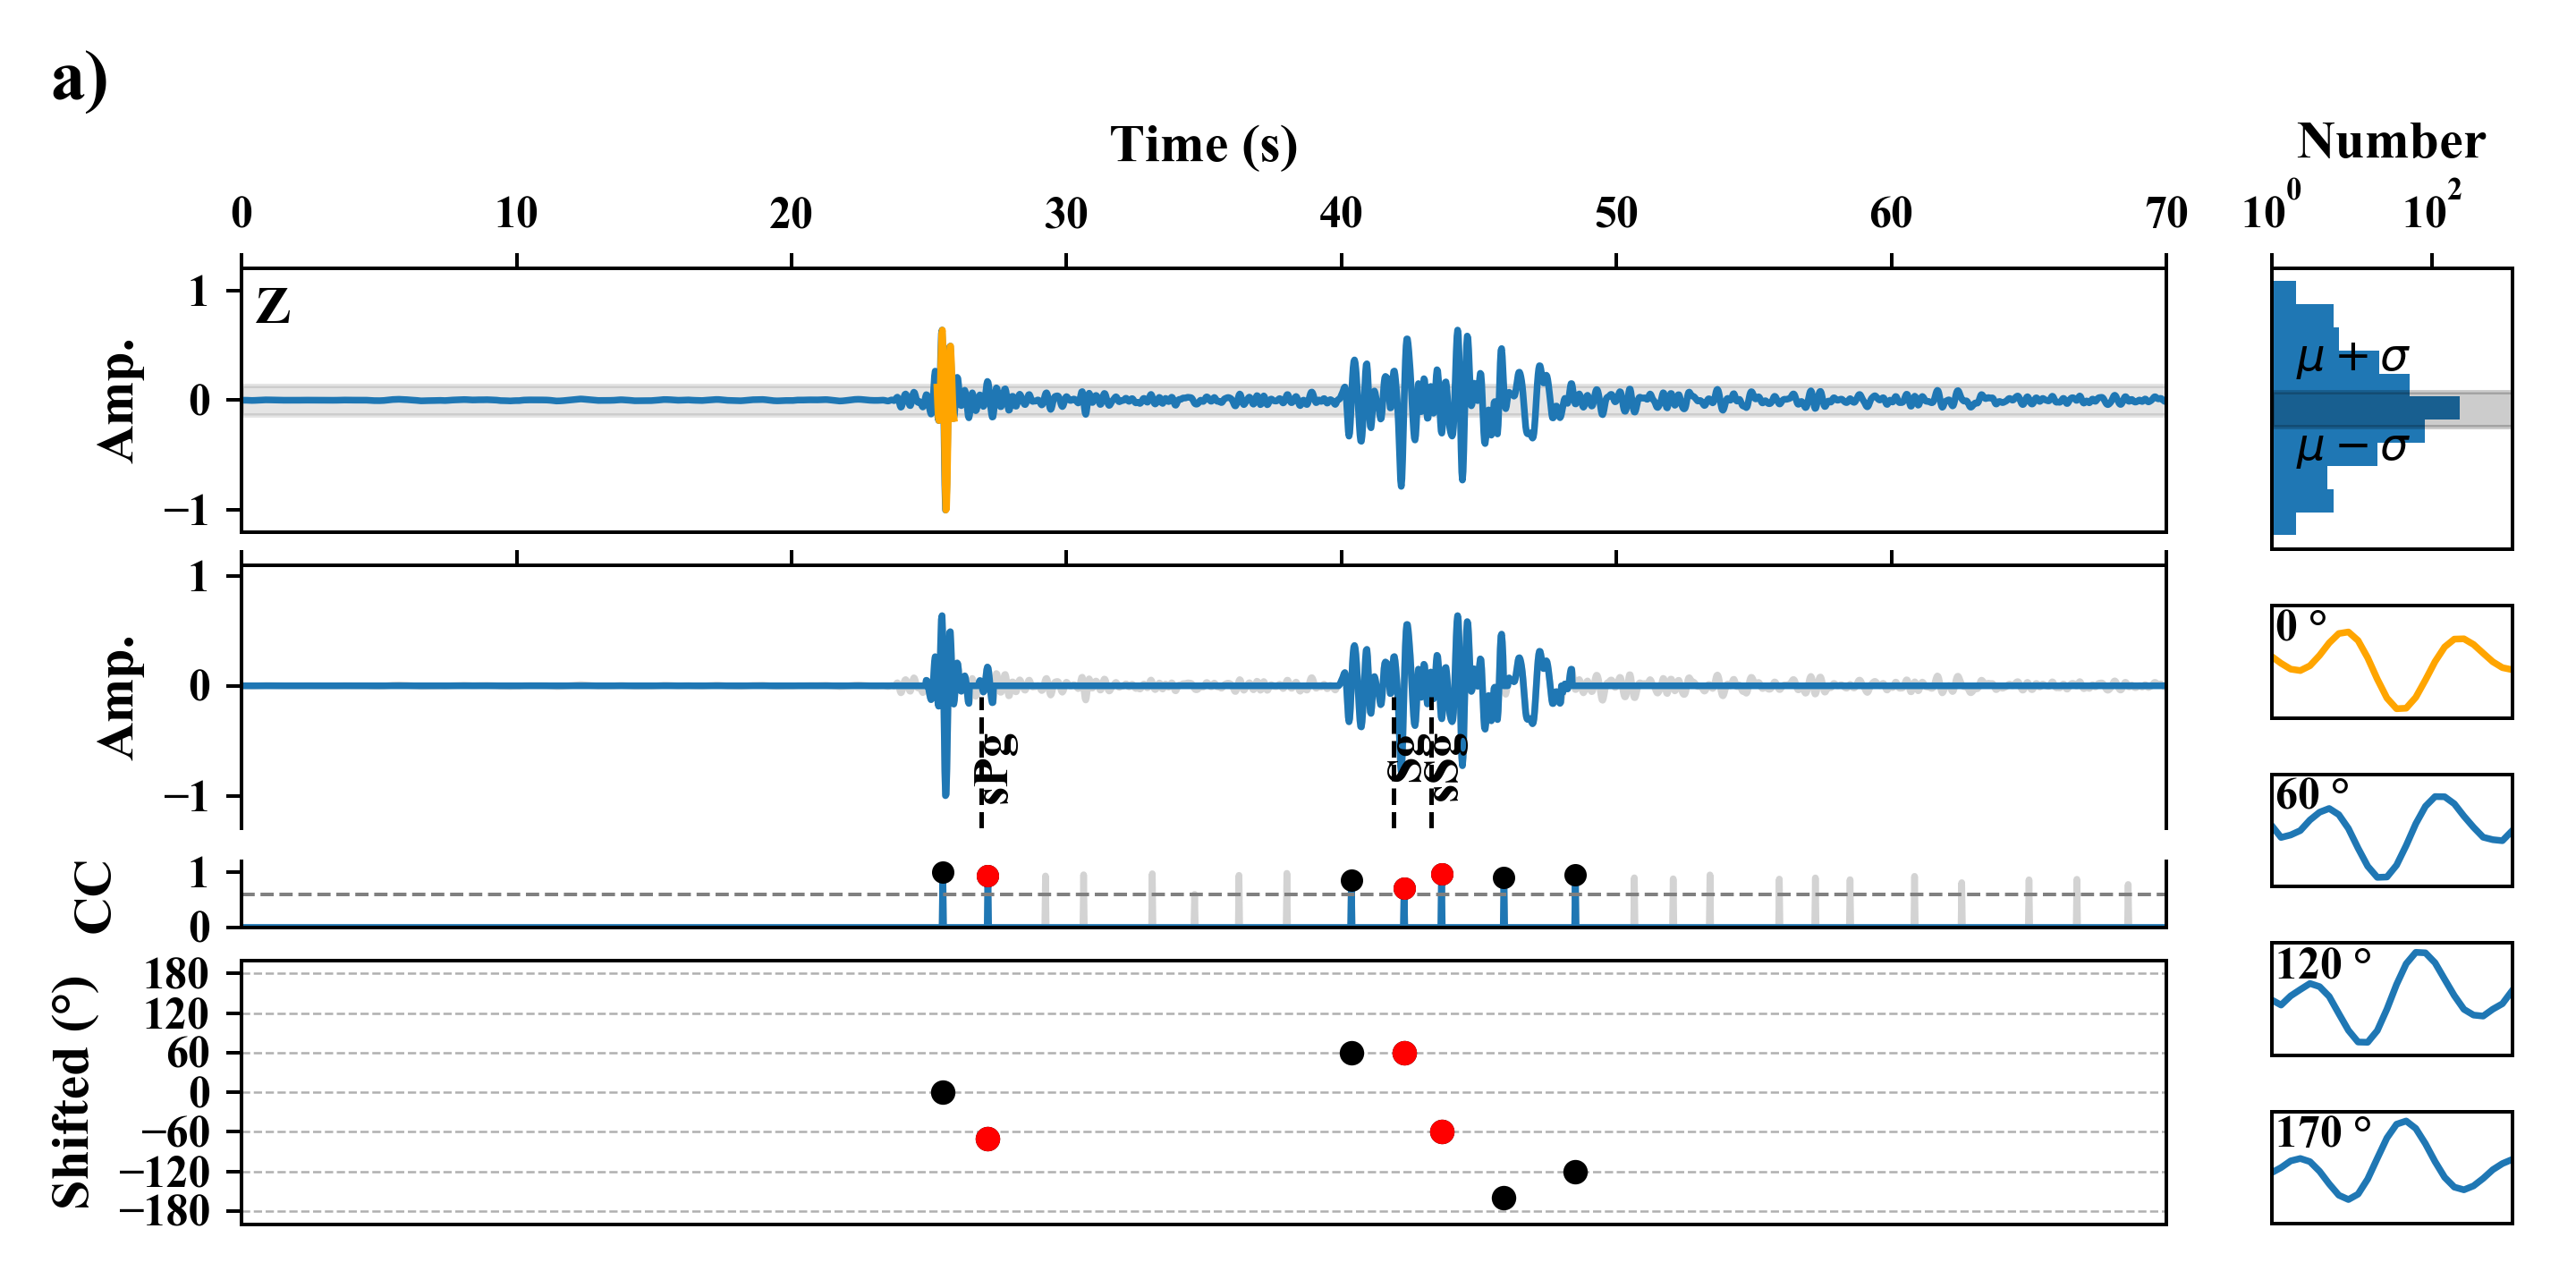 a)
Time (s)
Number
0 10 20 30 40 50 60 70
10^0 10^2
Z
Amp.
1
0
−1
μ + σ
μ − σ
Amp.
1
0
−1
sPg
Sg
sSg
0 °
60 °
CC
1
0
120 °
Shifted (°)
180
120
60
0
−60
−120
−180
170 °